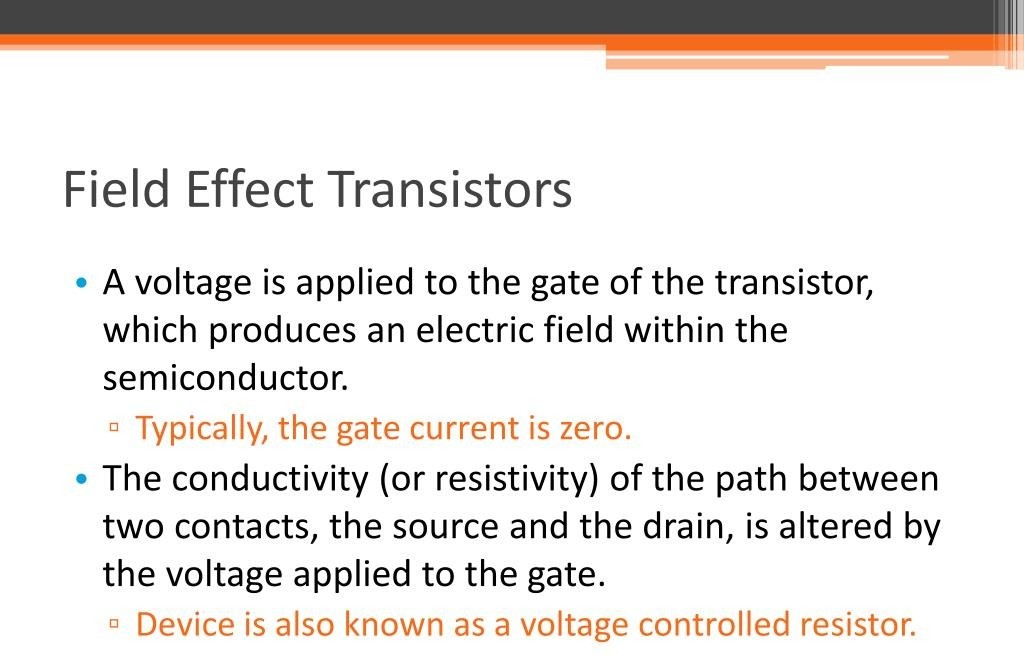 Field Effect Transistors
• A voltage is applied to the gate of the transistor,
which produces an electric field within the
semiconductor.
▫ Typically, the gate current is zero.
• The conductivity (or resistivity) of the path between
two contacts, the source and the drain, is altered by
the voltage applied to the gate.
▫ Device is also known as a voltage controlled resistor.